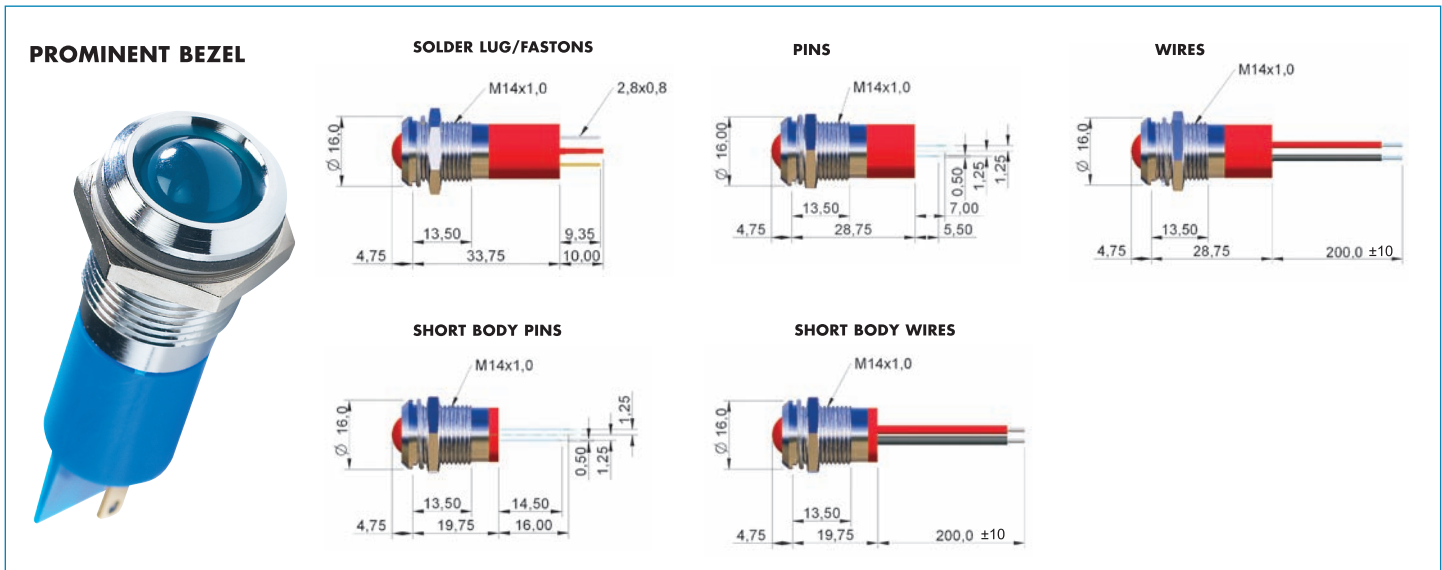 PROMINENT BEZEL
SOLDER LUG/FASTONS
M14x1,0
2,8x0,8
Ø 16,0
13,50
9,35
4,75
33,75
10,00
PINS
M14x1,0
Ø 16,00
0,50
1,25
1,25
13,50
7,00
4,75
28,75
5,50
WIRES
M14x1,0
Ø 16,0
13,50
4,75
28,75
200,0 ±10
SHORT BODY PINS
M14x1,0
Ø 16,0
1,25
0,50
1,25
13,50
14,50
4,75
19,75
16,00
SHORT BODY WIRES
M14x1,0
Ø 16,0
13,50
4,75
19,75
200,0 ±10